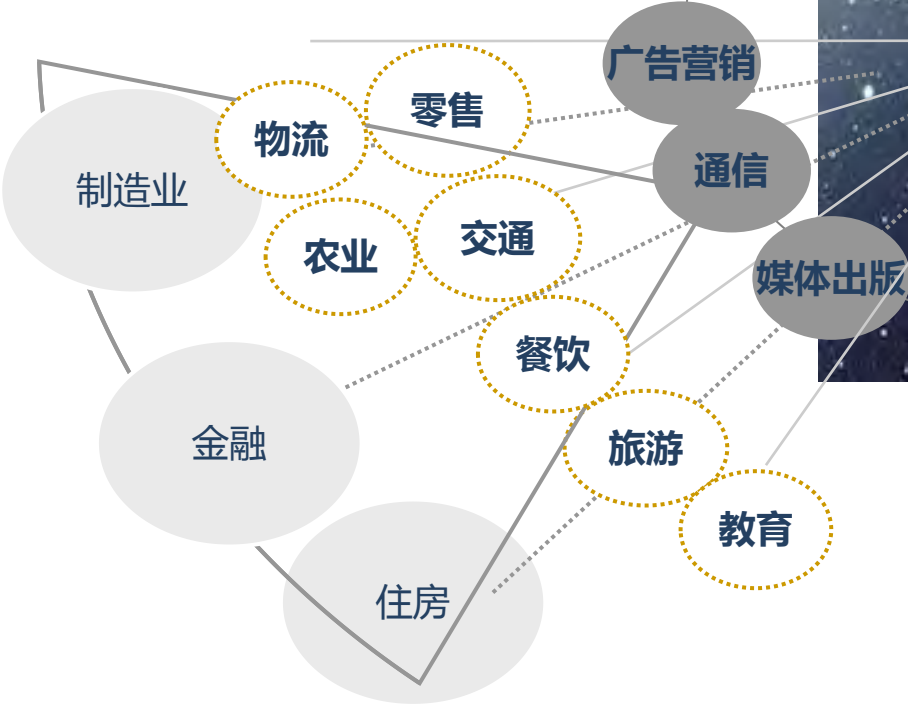 广告营销
零售
物流
通信
制造业
交通
农业
媒体出版
餐饮
金融
旅游
教育
住房